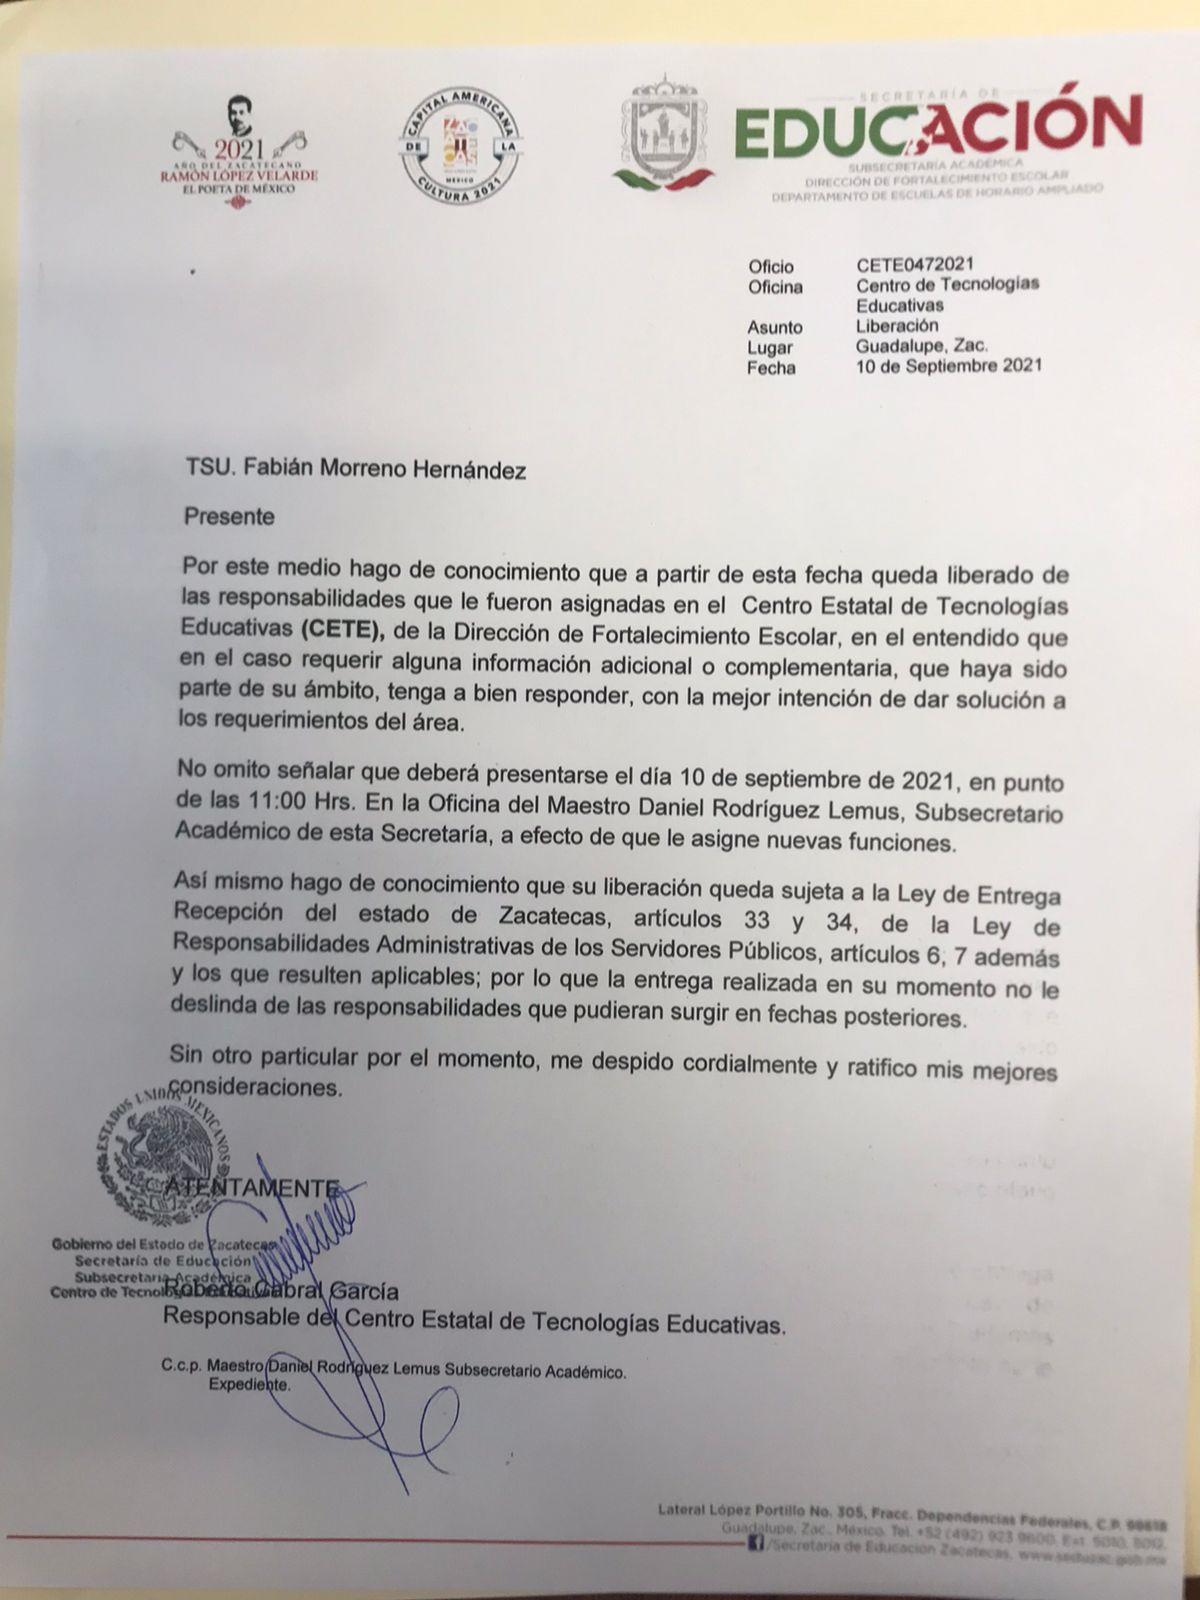 2021
AÑO DEL ZACATECANO
RAMÓN LÓPEZ VELARDE
EL POETA DE MÉXICO
CAPITAL AMERICANA
DE LA
MÉXICO
CULTURA 2021
SECRETARÍA DE
EDUCACIÓN
SUBSECRETARÍA ACADÉMICA
DIRECCIÓN DE FORTALECIMIENTO ESCOLAR
DEPARTAMENTO DE ESCUELAS DE HORARIO AMPLIADO
Oficio CETE0472021
Oficina Centro de Tecnologías
Educativas
Asunto Liberación
Lugar Guadalupe, Zac.
Fecha 10 de Septiembre 2021
TSU. Fabián Morreno Hernández
Presente
Por este medio hago de conocimiento que a partir de esta fecha queda liberado de
las responsabilidades que le fueron asignadas en el Centro Estatal de Tecnologías
Educativas (CETE), de la Dirección de Fortalecimiento Escolar, en el entendido que
en el caso requerir alguna información adicional o complementaria, que haya sido
parte de su ámbito, tenga a bien responder, con la mejor intención de dar solución a
los requerimientos del área.
No omito señalar que deberá presentarse el día 10 de septiembre de 2021, en punto
de las 11:00 Hrs. En la Oficina del Maestro Daniel Rodríguez Lemus, Subsecretario
Académico de esta Secretaría, a efecto de que le asigne nuevas funciones.
Así mismo hago de conocimiento que su liberación queda sujeta a la Ley de Entrega
Recepción del estado de Zacatecas, artículos 33 y 34, de la Ley de
Responsabilidades Administrativas de los Servidores Públicos, artículos 6, 7 además
y los que resulten aplicables; por lo que la entrega realizada en su momento no le
deslinda de las responsabilidades que pudieran surgir en fechas posteriores.
Sin otro particular por el momento, me despido cordialmente y ratifico mis mejores
consideraciones.
ESTADOS UNIDOS MEXICANOS
ATENTAMENTE
Gobierno del Estado de Zacatecas
Secretaría de Educación
Subsecretaría Académica
Centro de Tecnologías
Roberto Cabral García
Responsable del Centro Estatal de Tecnologías Educativas.
C.c.p. Maestro Daniel Rodríguez Lemus Subsecretario Académico.
Expediente.
Lateral López Portillo No. 305, Fracc. Dependencias Federales, C.P. 98618
Guadalupe, Zac., México. Tel. +52 (492) 923 9600, Ext. 5010, 5012.
/Secretaría de Educación Zacatecas, www.seduzac.gob.mx